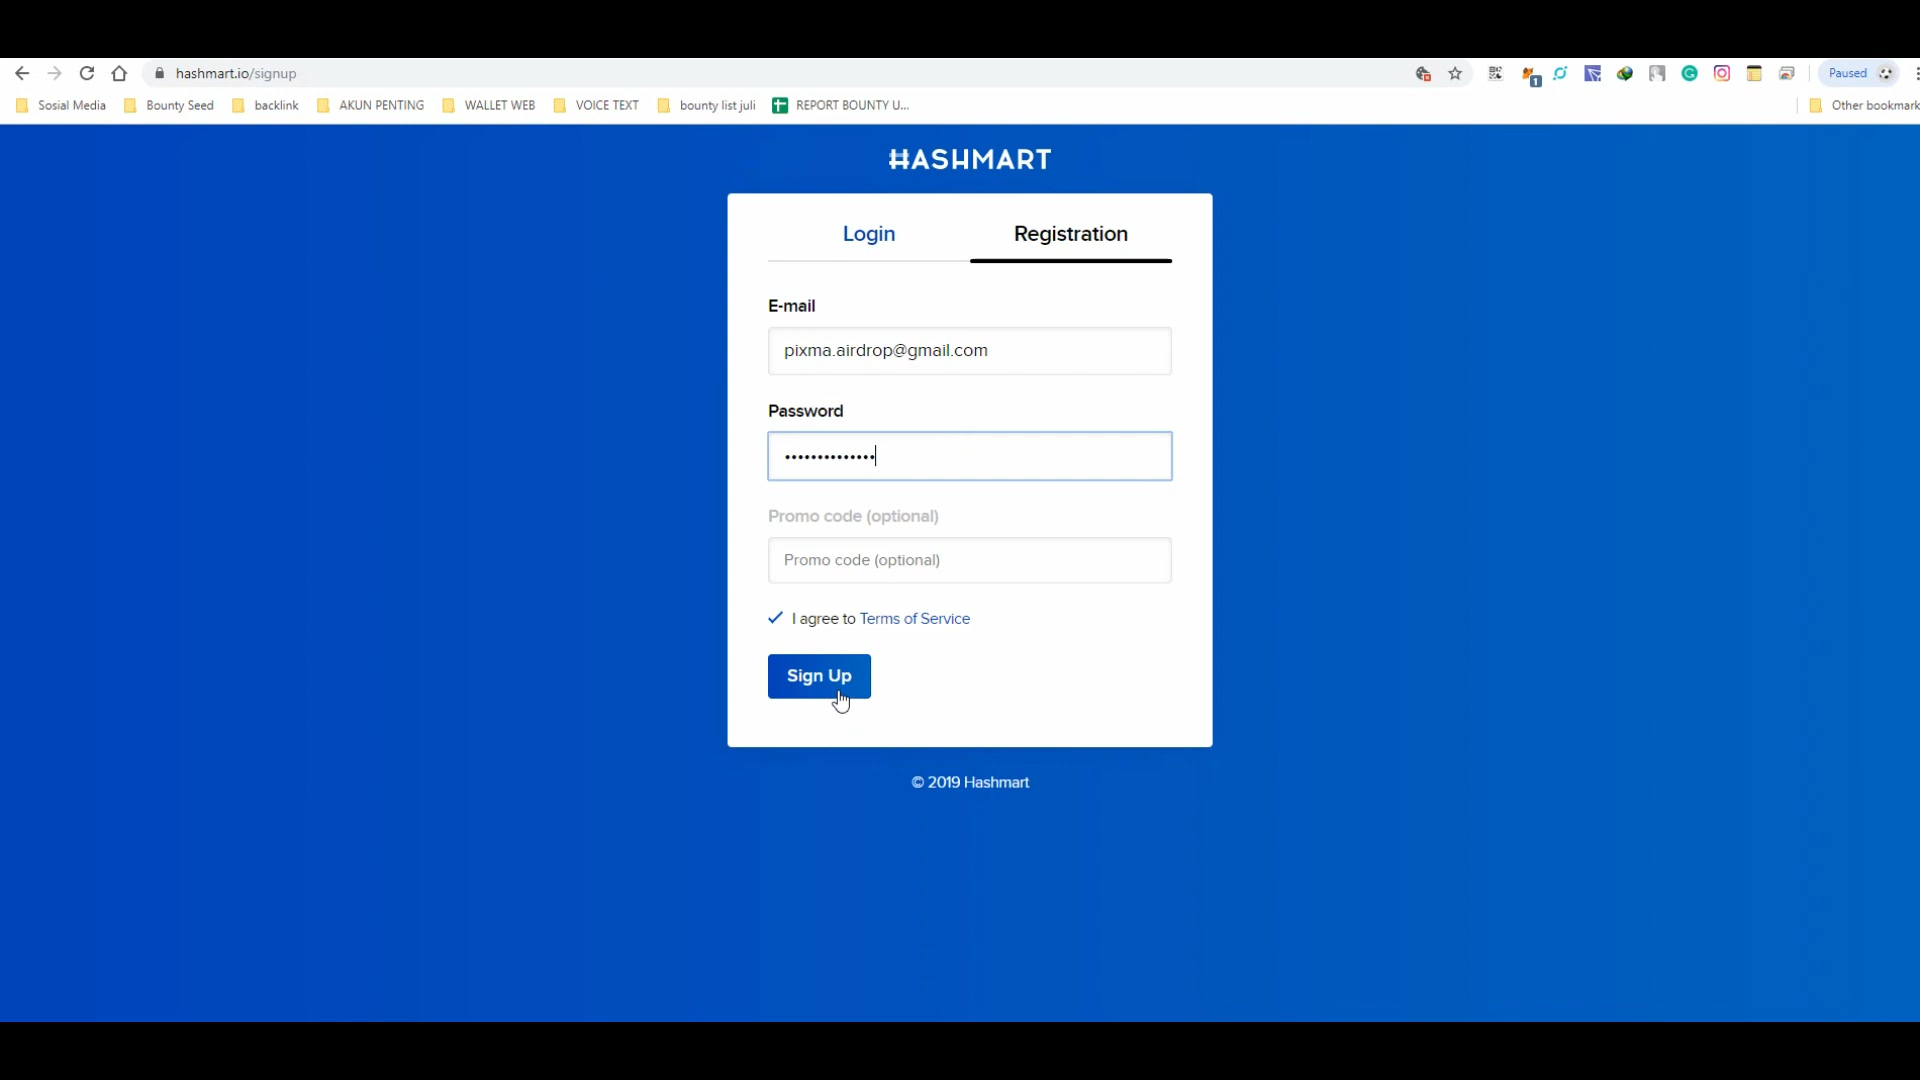 hashmart.io/signup
1
Paused
Sosial Media
Bounty Seed
backlink
AKUN PENTING
WALLET WEB
VOICE TEXT
bounty list juli
REPORT BOUNTY U...
Other bookmark
HASHMART
Login
Registration
E-mail
pixma.airdrop@gmail.com
Password
••••••••••••••
Promo code (optional)
Promo code (optional)
I agree to Terms of Service
Sign Up
© 2019 Hashmart